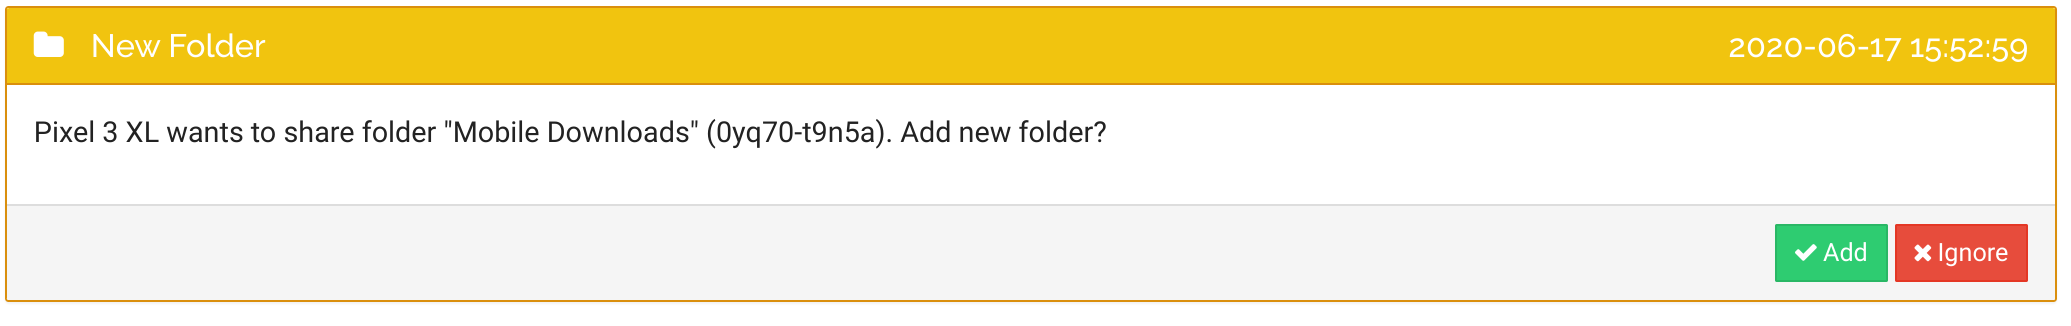 New Folder
2020-06-17 15:52:59
Pixel 3 XL wants to share folder "Mobile Downloads" (0yq70-t9n5a). Add new folder?
Add
Ignore